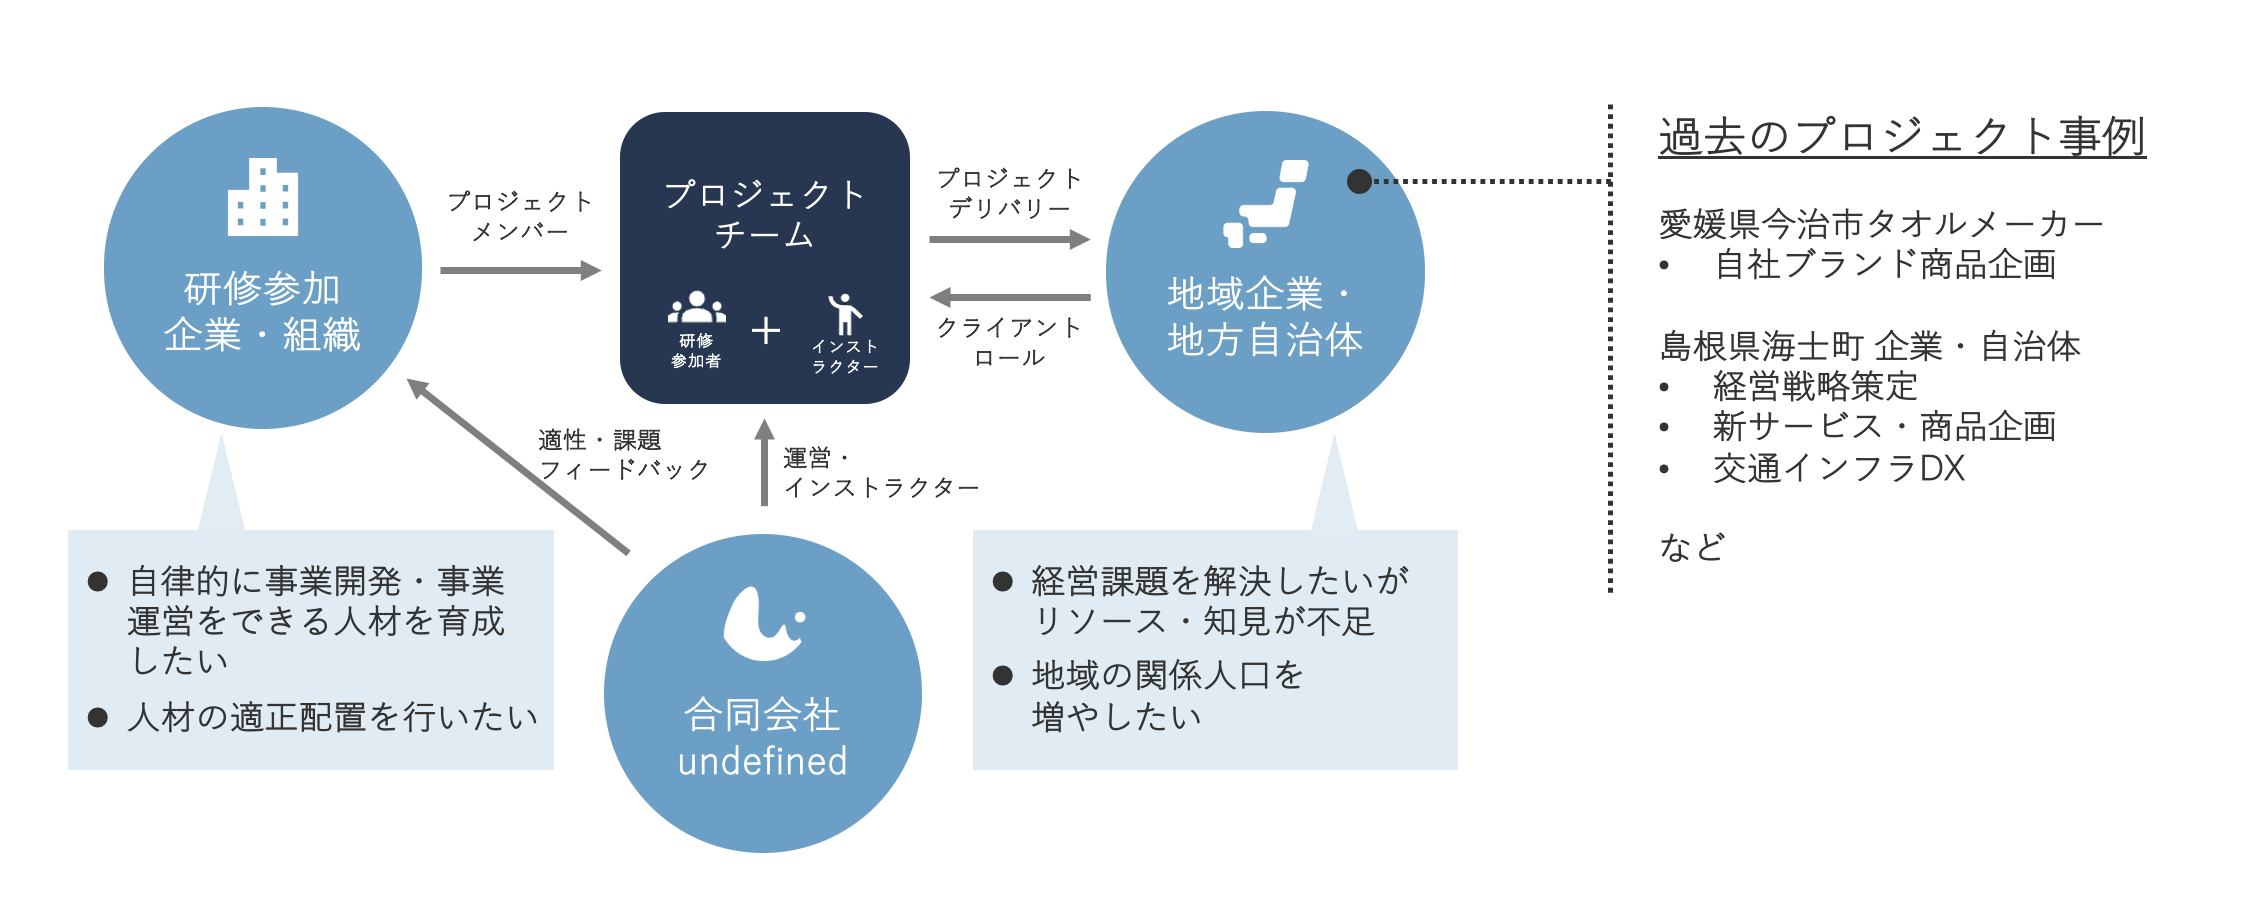 研修参加
企業・組織
プロジェクト
メンバー
プロジェクト
チーム
研修
参加者
+
インスト
ラクター
プロジェクト
デリバリー
クライアント
ロール
地域企業・
地方自治体
適性・課題
フィードバック
運営・
インストラクター
● 自律的に事業開発・事業
運営をできる人材を育成
したい
● 人材の適正配置を行いたい
合同会社
undefined
● 経営課題を解決したいが
リソース・知見が不足
● 地域の関係人口を
増やしたい
過去のプロジェクト事例
愛媛県今治市タオルメーカー
• 自社ブランド商品企画
島根県海士町 企業・自治体
• 経営戦略策定
• 新サービス・商品企画
• 交通インフラDX
など